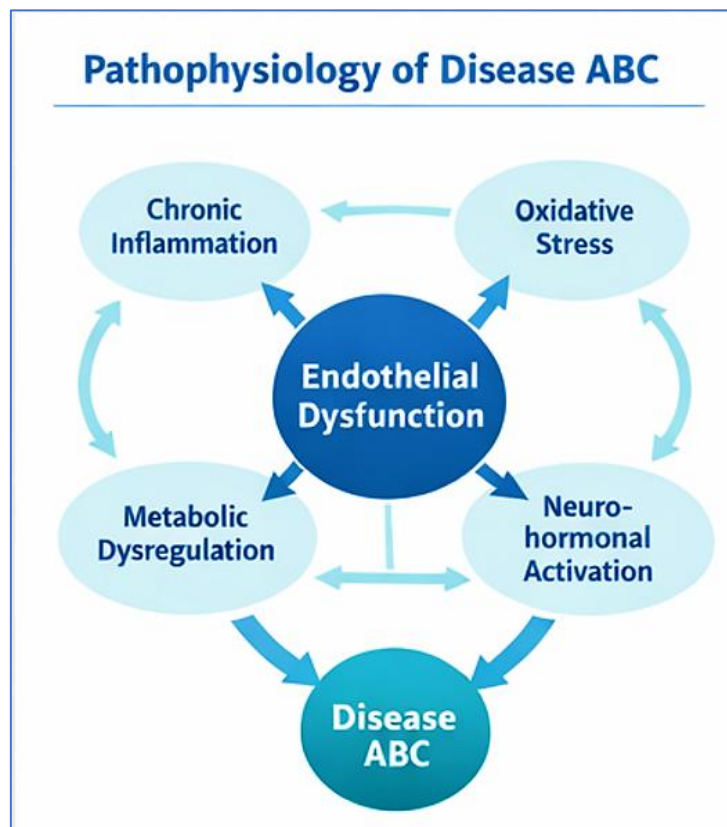 Pathophysiology of Disease ABC
Chronic
Inflammation
Oxidative
Stress
Endothelial
Dysfunction
Metabolic
Dysregulation
Neuro-
hormonal
Activation
Disease
ABC